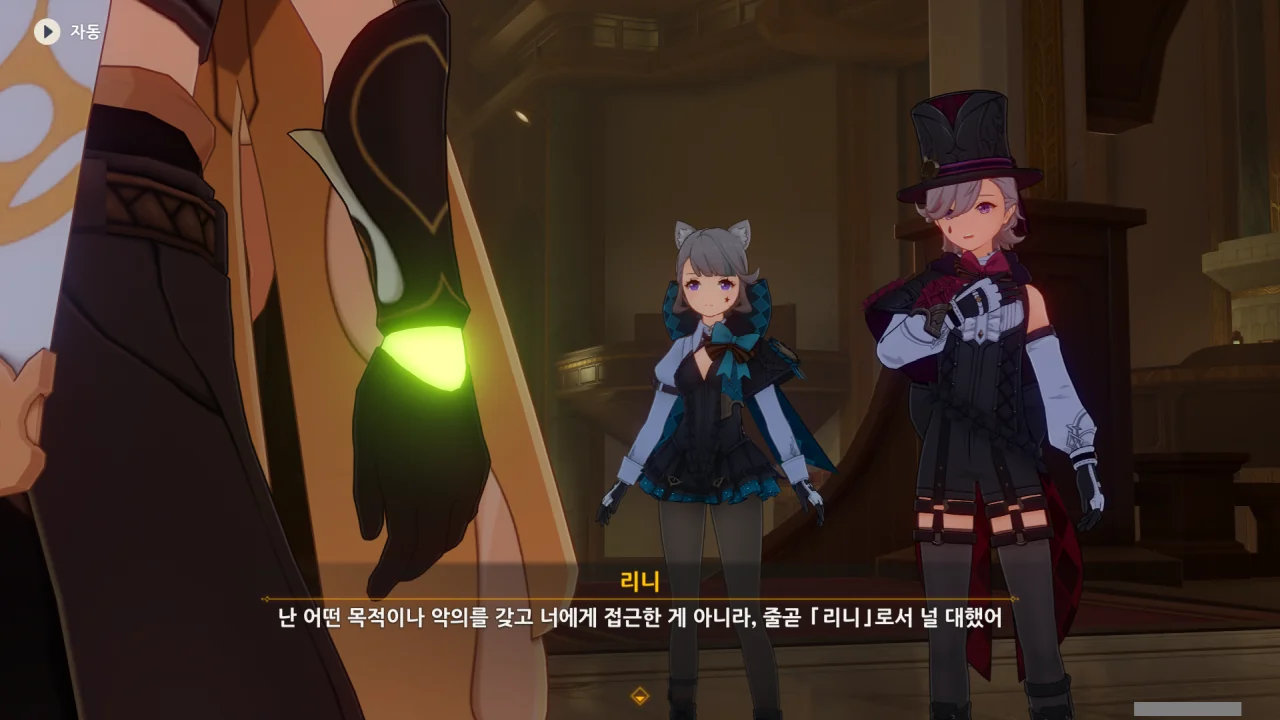 자동
리니
난 어떤 목적이나 악의를 갖고 너에게 접근한 게 아니라, 줄곧 「리니」로서 널 대했어